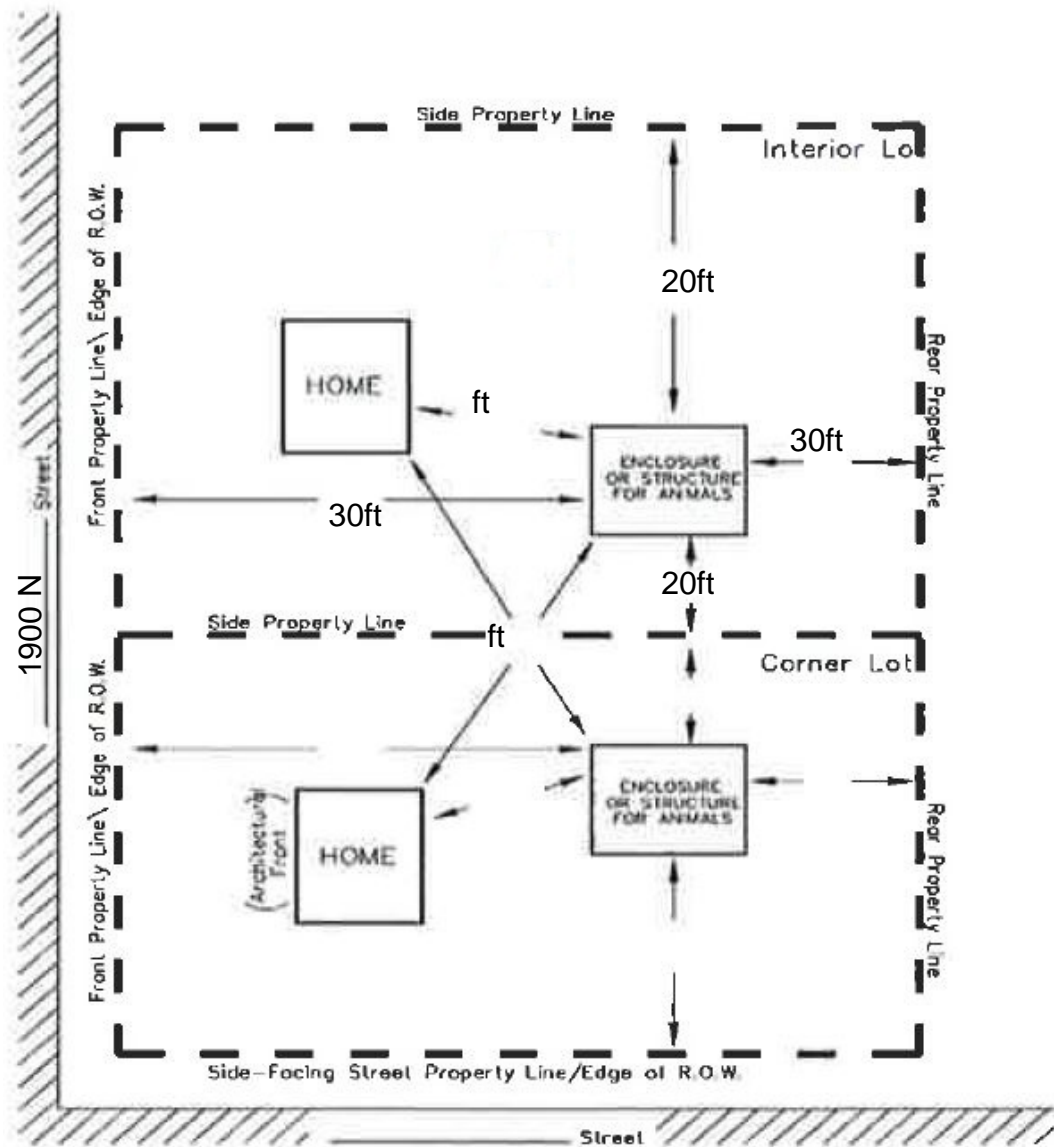 Side Property Line
Interior Lo
Front Property Line\ Edge of R.O.W.
20ft
HOME
ft
Rear Property Line
ENCLOSURE
OR STRUCTURE
FOR ANIMALS
30ft
30ft
Street
1900 N
20ft
Side Property Line
ft
Corner Lot
Front Property Line\ Edge of R.O.W.
(Architectural
Front)
HOME
ENCLOSURE
OR STRUCTURE
FOR ANIMALS
Rear Property Line
Side-Facing Street Property Line/Edge of R.O.W.
Street